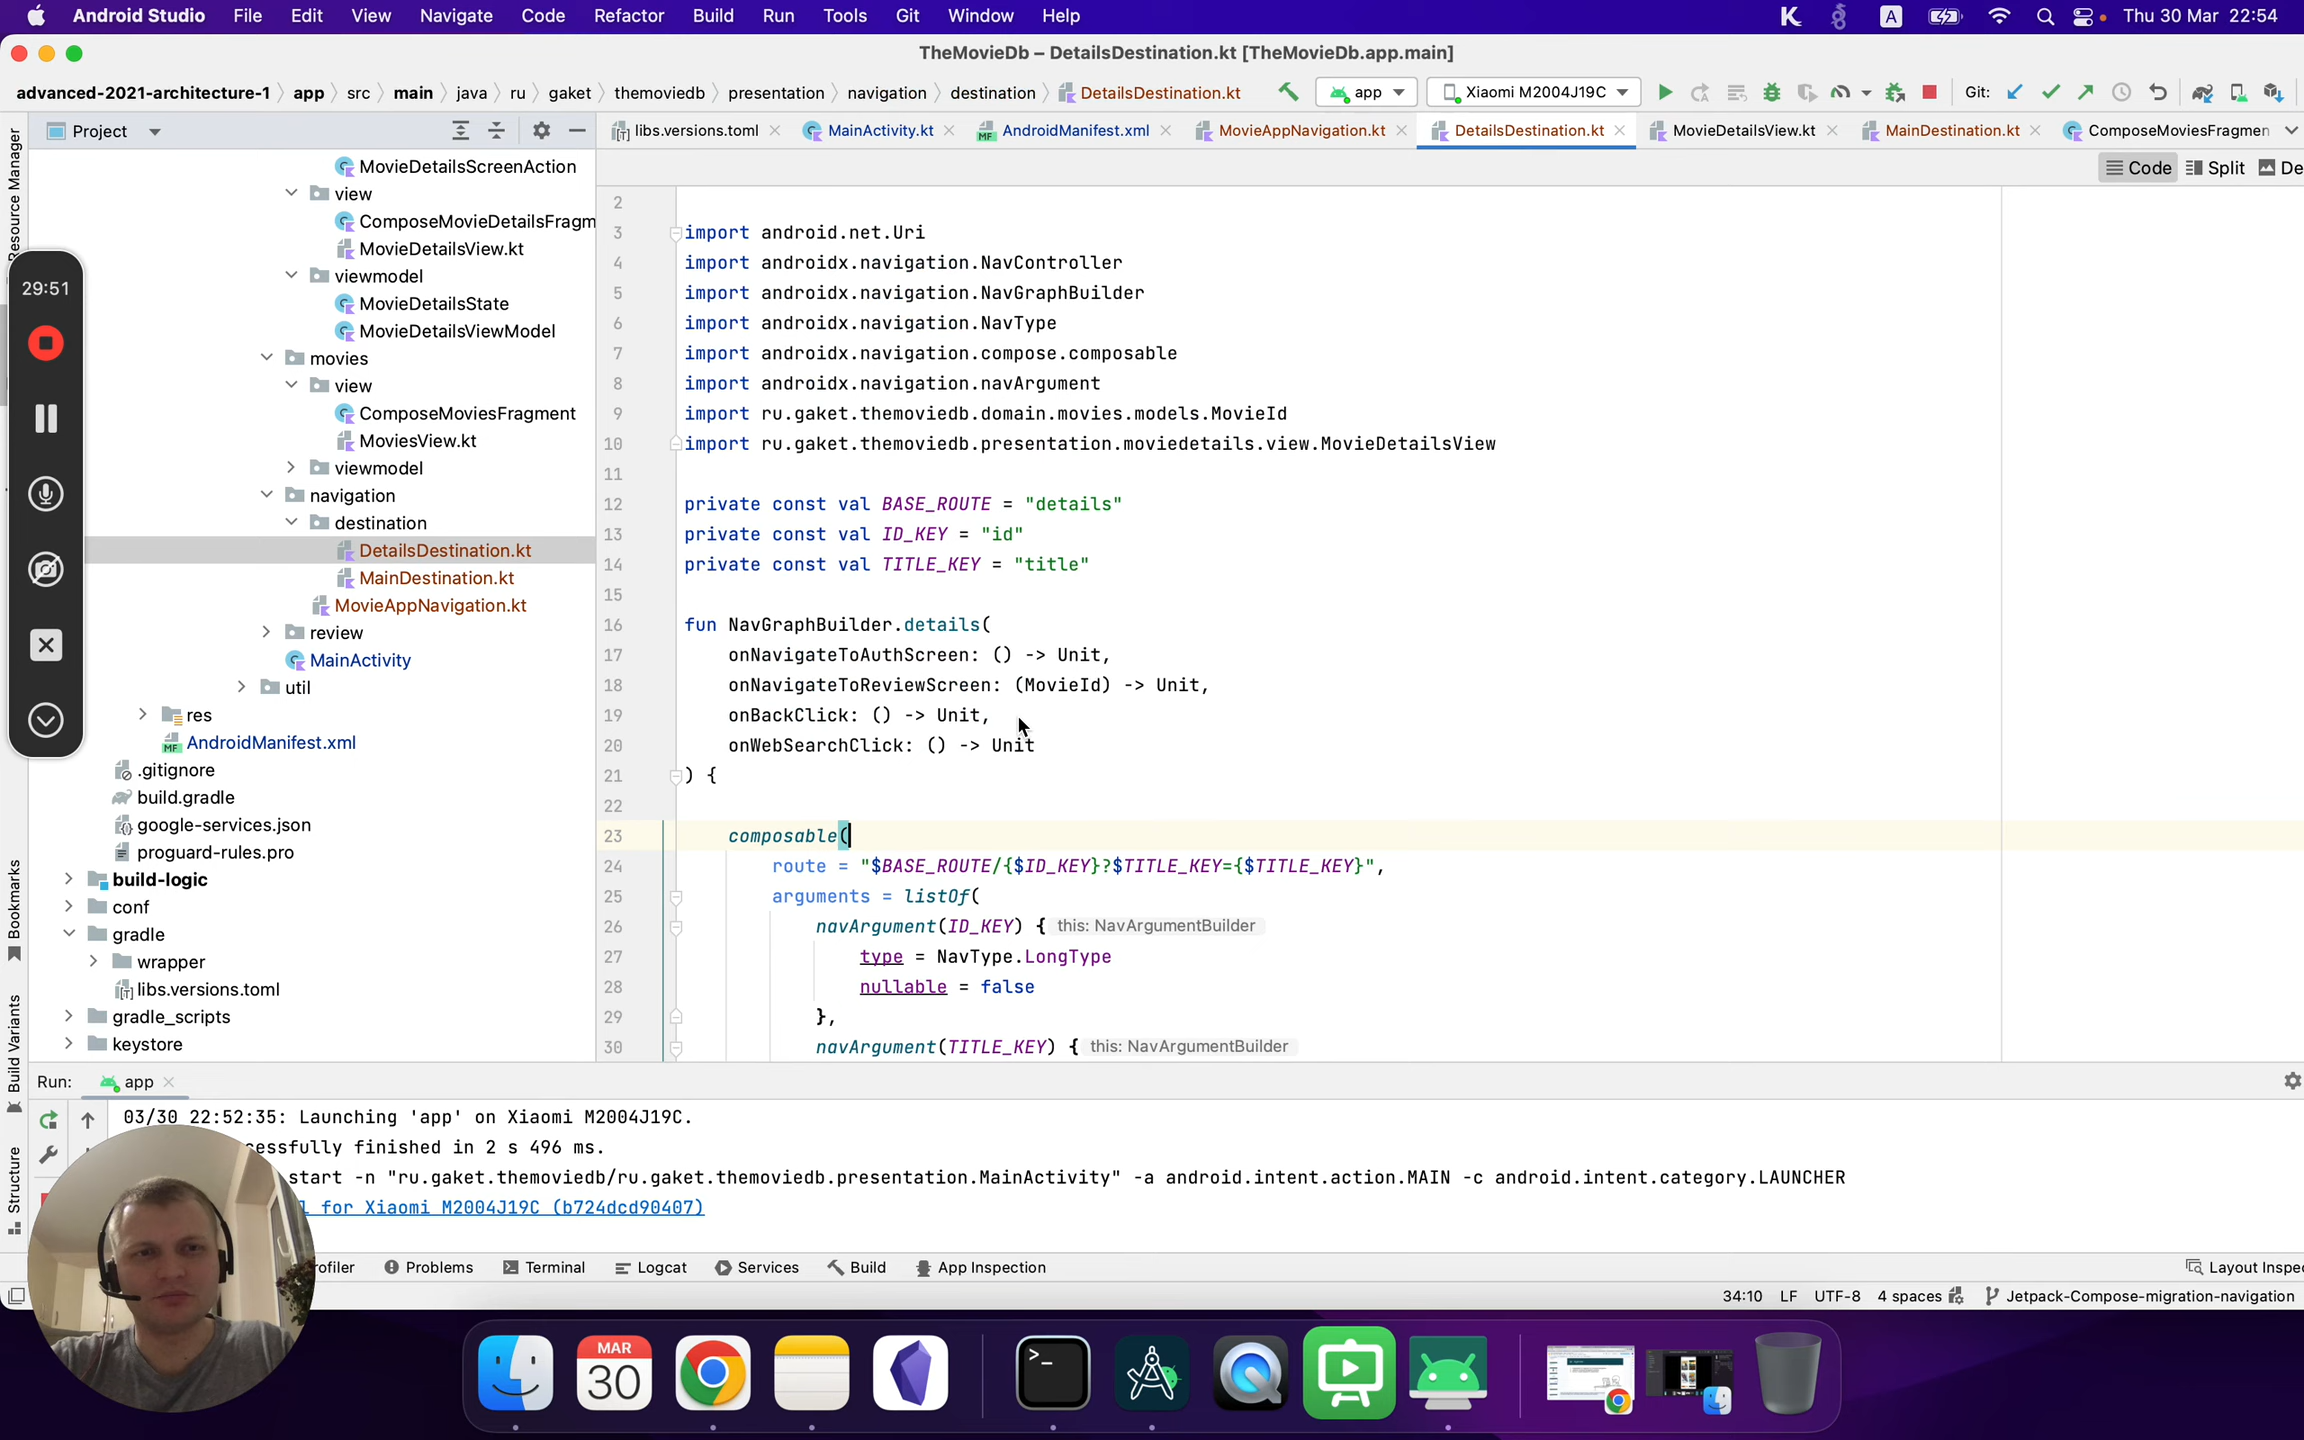 Android Studio File Edit View Navigate Code Refactor Build Run Tools Git Window Help A Thu 30 Mar 22:54
TheMovieDb – DetailsDestination.kt [TheMovieDb.app.main]
advanced-2021-architecture-1 app src main java ru gaket themoviedb presentation navigation destination DetailsDestination.kt app Xiaomi M2004J19C Git:
Project libs.versions.toml MainActivity.kt AndroidManifest.xml MovieAppNavigation.kt DetailsDestination.kt MovieDetailsView.kt MainDestination.kt ComposeMoviesFragmen
Code Split De
Resource Manager
Bookmarks
Build Variants
Structure
29:51
MovieDetailsScreenAction
view
ComposeMovieDetailsFragm
MovieDetailsView.kt
viewmodel
MovieDetailsState
MovieDetailsViewModel
movies
view
ComposeMoviesFragment
MoviesView.kt
viewmodel
navigation
destination
DetailsDestination.kt
MainDestination.kt
MovieAppNavigation.kt
review
MainActivity
util
res
AndroidManifest.xml
.gitignore
build.gradle
google-services.json
proguard-rules.pro
build-logic
conf
gradle
wrapper
libs.versions.toml
gradle_scripts
keystore
2
3 import android.net.Uri
4 import androidx.navigation.NavController
5 import androidx.navigation.NavGraphBuilder
6 import androidx.navigation.NavType
7 import androidx.navigation.compose.composable
8 import androidx.navigation.navArgument
9 import ru.gaket.themoviedb.domain.movies.models.MovieId
10 import ru.gaket.themoviedb.presentation.moviedetails.view.MovieDetailsView
11
12 private const val BASE_ROUTE = "details"
13 private const val ID_KEY = "id"
14 private const val TITLE_KEY = "title"
15
16 fun NavGraphBuilder.details(
17 onNavigateToAuthScreen: () -> Unit,
18 onNavigateToReviewScreen: (MovieId) -> Unit,
19 onBackClick: () -> Unit,
20 onWebSearchClick: () -> Unit
21 ) {
22
23 composable(
24 route = "$BASE_ROUTE/{$ID_KEY}?$TITLE_KEY={$TITLE_KEY}",
25 arguments = listOf(
26 navArgument(ID_KEY) { this: NavArgumentBuilder
27 type = NavType.LongType
28 nullable = false
29 },
30 navArgument(TITLE_KEY) { this: NavArgumentBuilder
Run: app
03/30 22:52:35: Launching 'app' on Xiaomi M2004J19C.
cessfully finished in 2 s 496 ms.
start -n "ru.gaket.themoviedb/ru.gaket.themoviedb.presentation.MainActivity" -a android.intent.action.MAIN -c android.intent.category.LAUNCHER
l for Xiaomi M2004J19C (b724dcd90407)
rofiler Problems Terminal Logcat Services Build App Inspection Layout Inspe
34:10 LF UTF-8 4 spaces Jetpack-Compose-migration-navigation
MAR
30